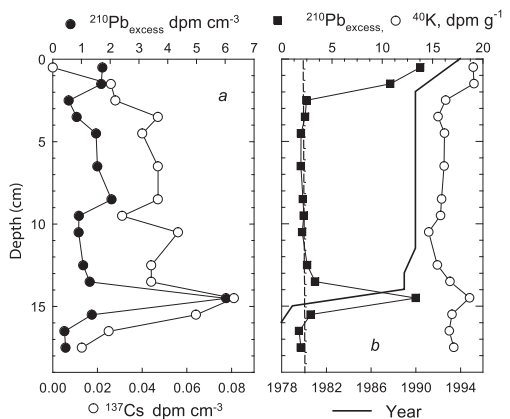 ● ²¹⁰Pbexcess dpm cm⁻³
■ ²¹⁰Pbexcess, ○ ⁴⁰K, dpm g⁻¹
0 1 2 3 4 5 6 7
0 5 10 15 20
a
b
0
5
10
15
Depth (cm)
0.00 0.02 0.04 0.06 0.08
1978 1982 1986 1990 1994
○ ¹³⁷Cs dpm cm⁻³
Year